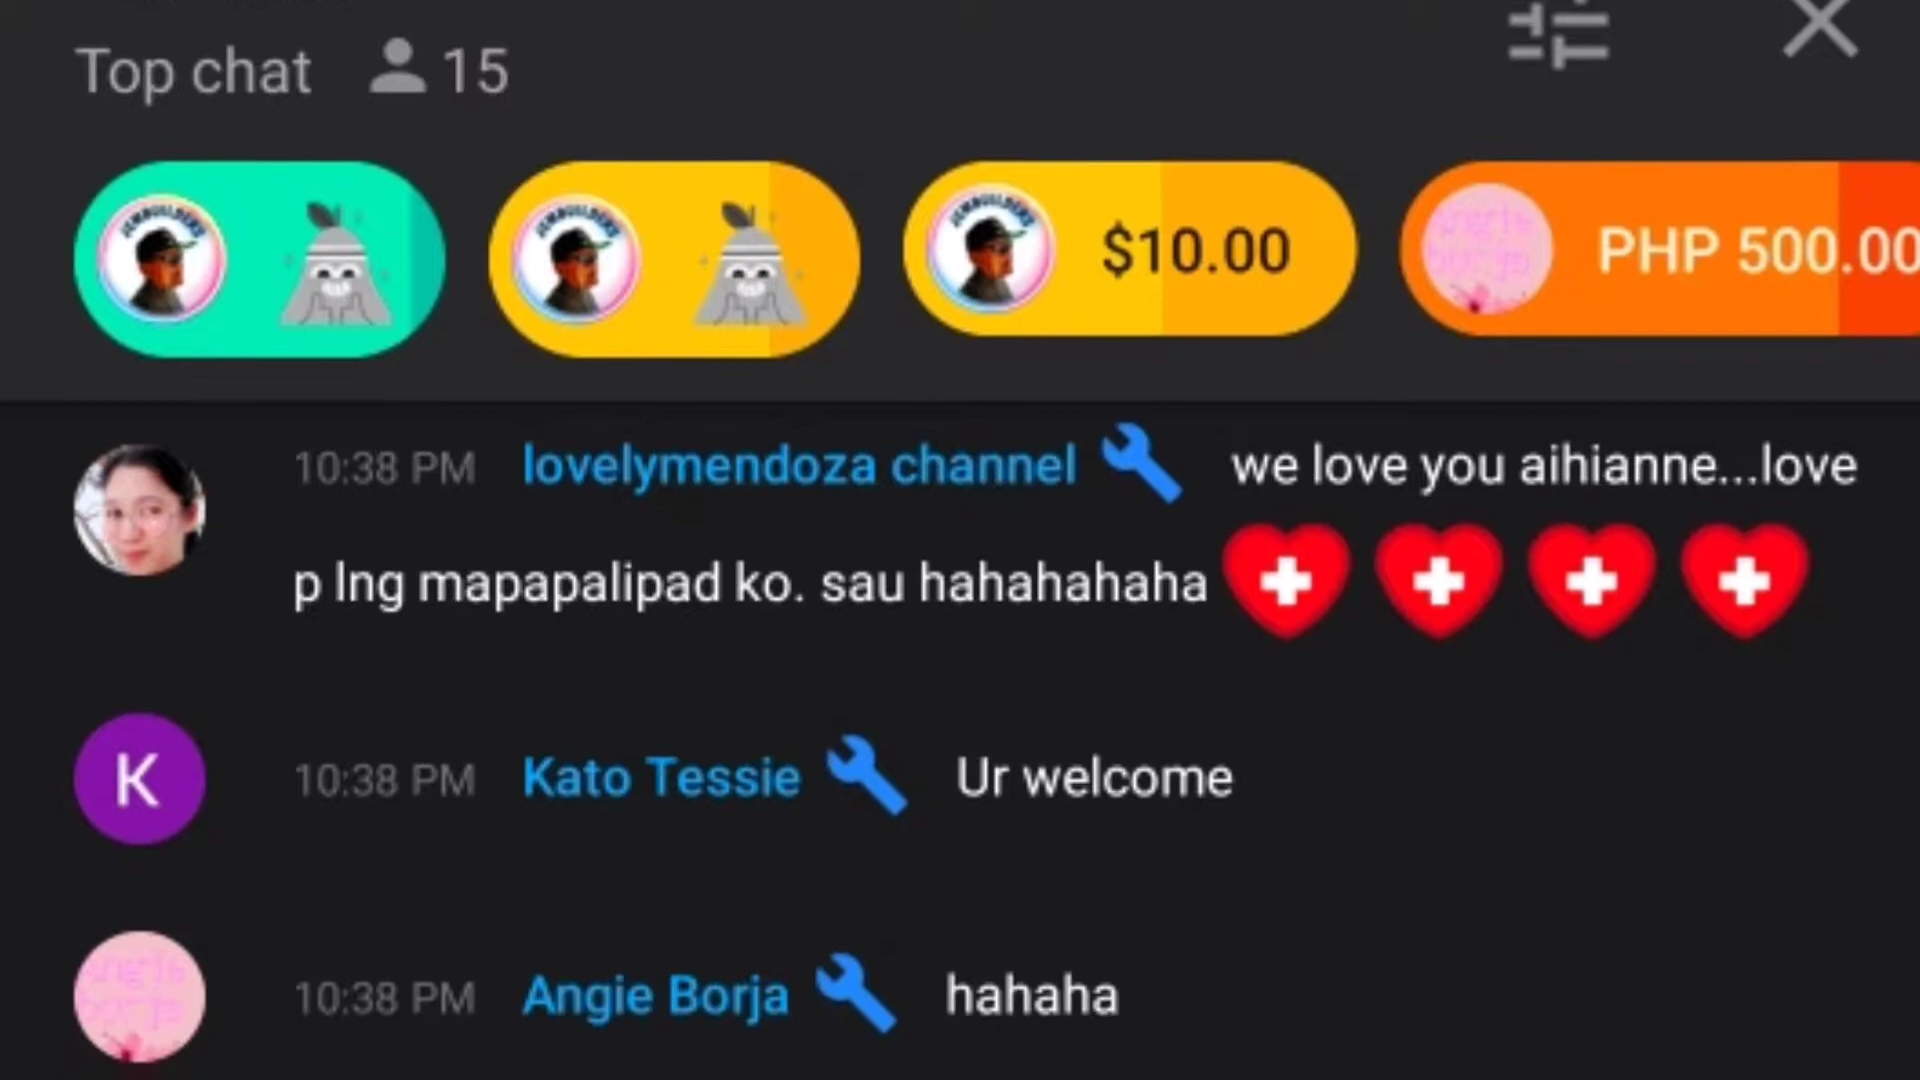 Top chat 15
$10.00
PHP 500.00
10:38 PM lovelymendoza channel we love you aihianne...love
p lng mapapalipad ko. sau hahahahaha
K
10:38 PM Kato Tessie Ur welcome
10:38 PM Angie Borja hahaha